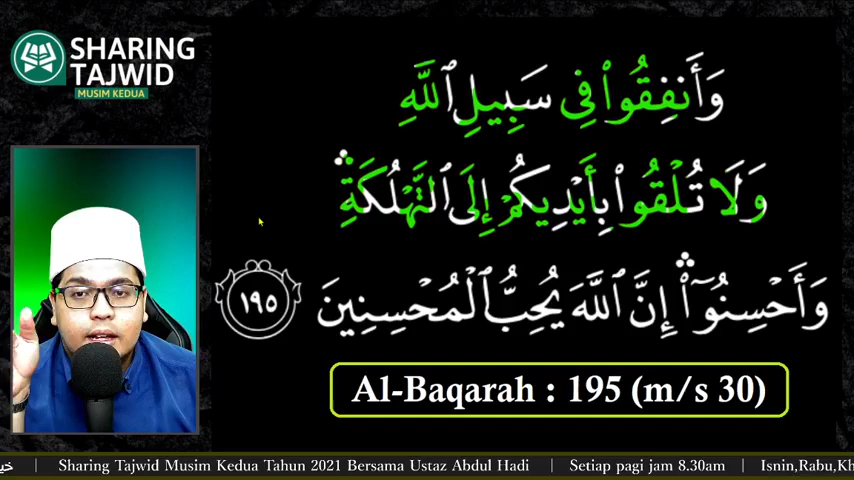 SHARING
TAJWID
MUSIM KEDUA
وَأَنفِقُوا۟ فِى سَبِيلِ ٱللَّهِ
وَلَا تُلْقُوا۟ بِأَيْدِيكُمْ إِلَى ٱلتَّهْلُكَةِ ۛ
وَأَحْسِنُوٓا۟ ۛ إِنَّ ٱللَّهَ يُحِبُّ ٱلْمُحْسِنِينَ ١٩٥
Al-Baqarah : 195 (m/s 30)
| Sharing Tajwid Musim Kedua Tahun 2021 Bersama Ustaz Abdul Hadi | Setiap pagi jam 8.30am | Isnin,Rabu,Kh